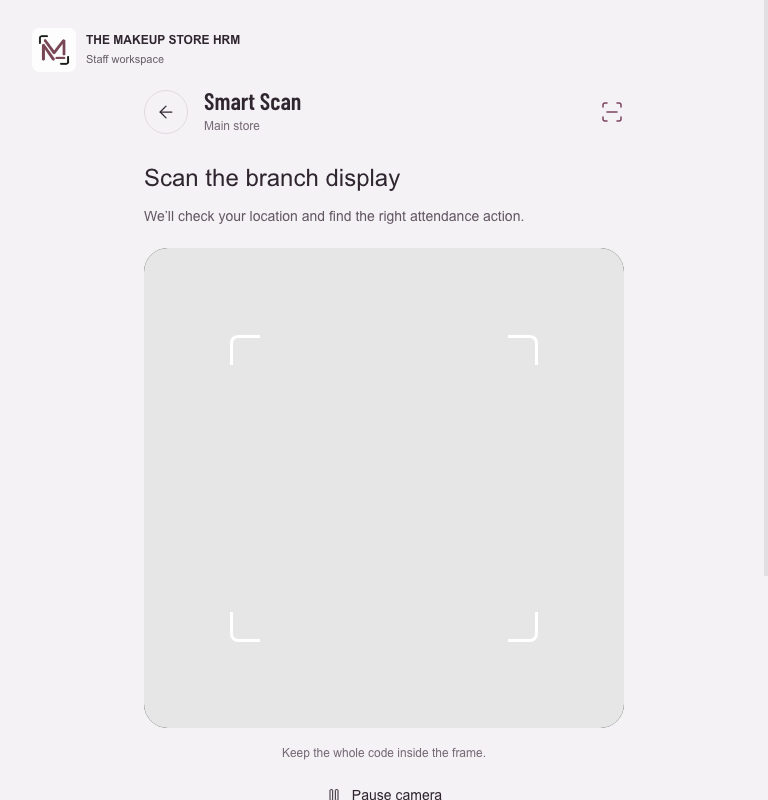 THE MAKEUP STORE HRM
Staff workspace
Smart Scan
Main store
Scan the branch display
We’ll check your location and find the right attendance action.
Keep the whole code inside the frame.
Pause camera